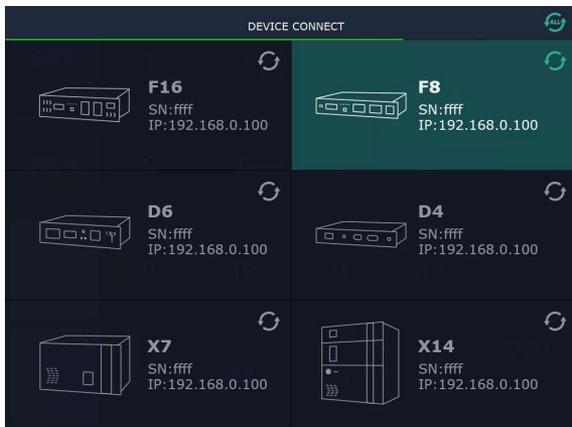 DEVICE CONNECT
ALL
F16
SN:ffff
IP:192.168.0.100
F8
SN:ffff
IP:192.168.0.100
D6
SN:ffff
IP:192.168.0.100
D4
SN:ffff
IP:192.168.0.100
X7
SN:ffff
IP:192.168.0.100
X14
SN:ffff
IP:192.168.0.100